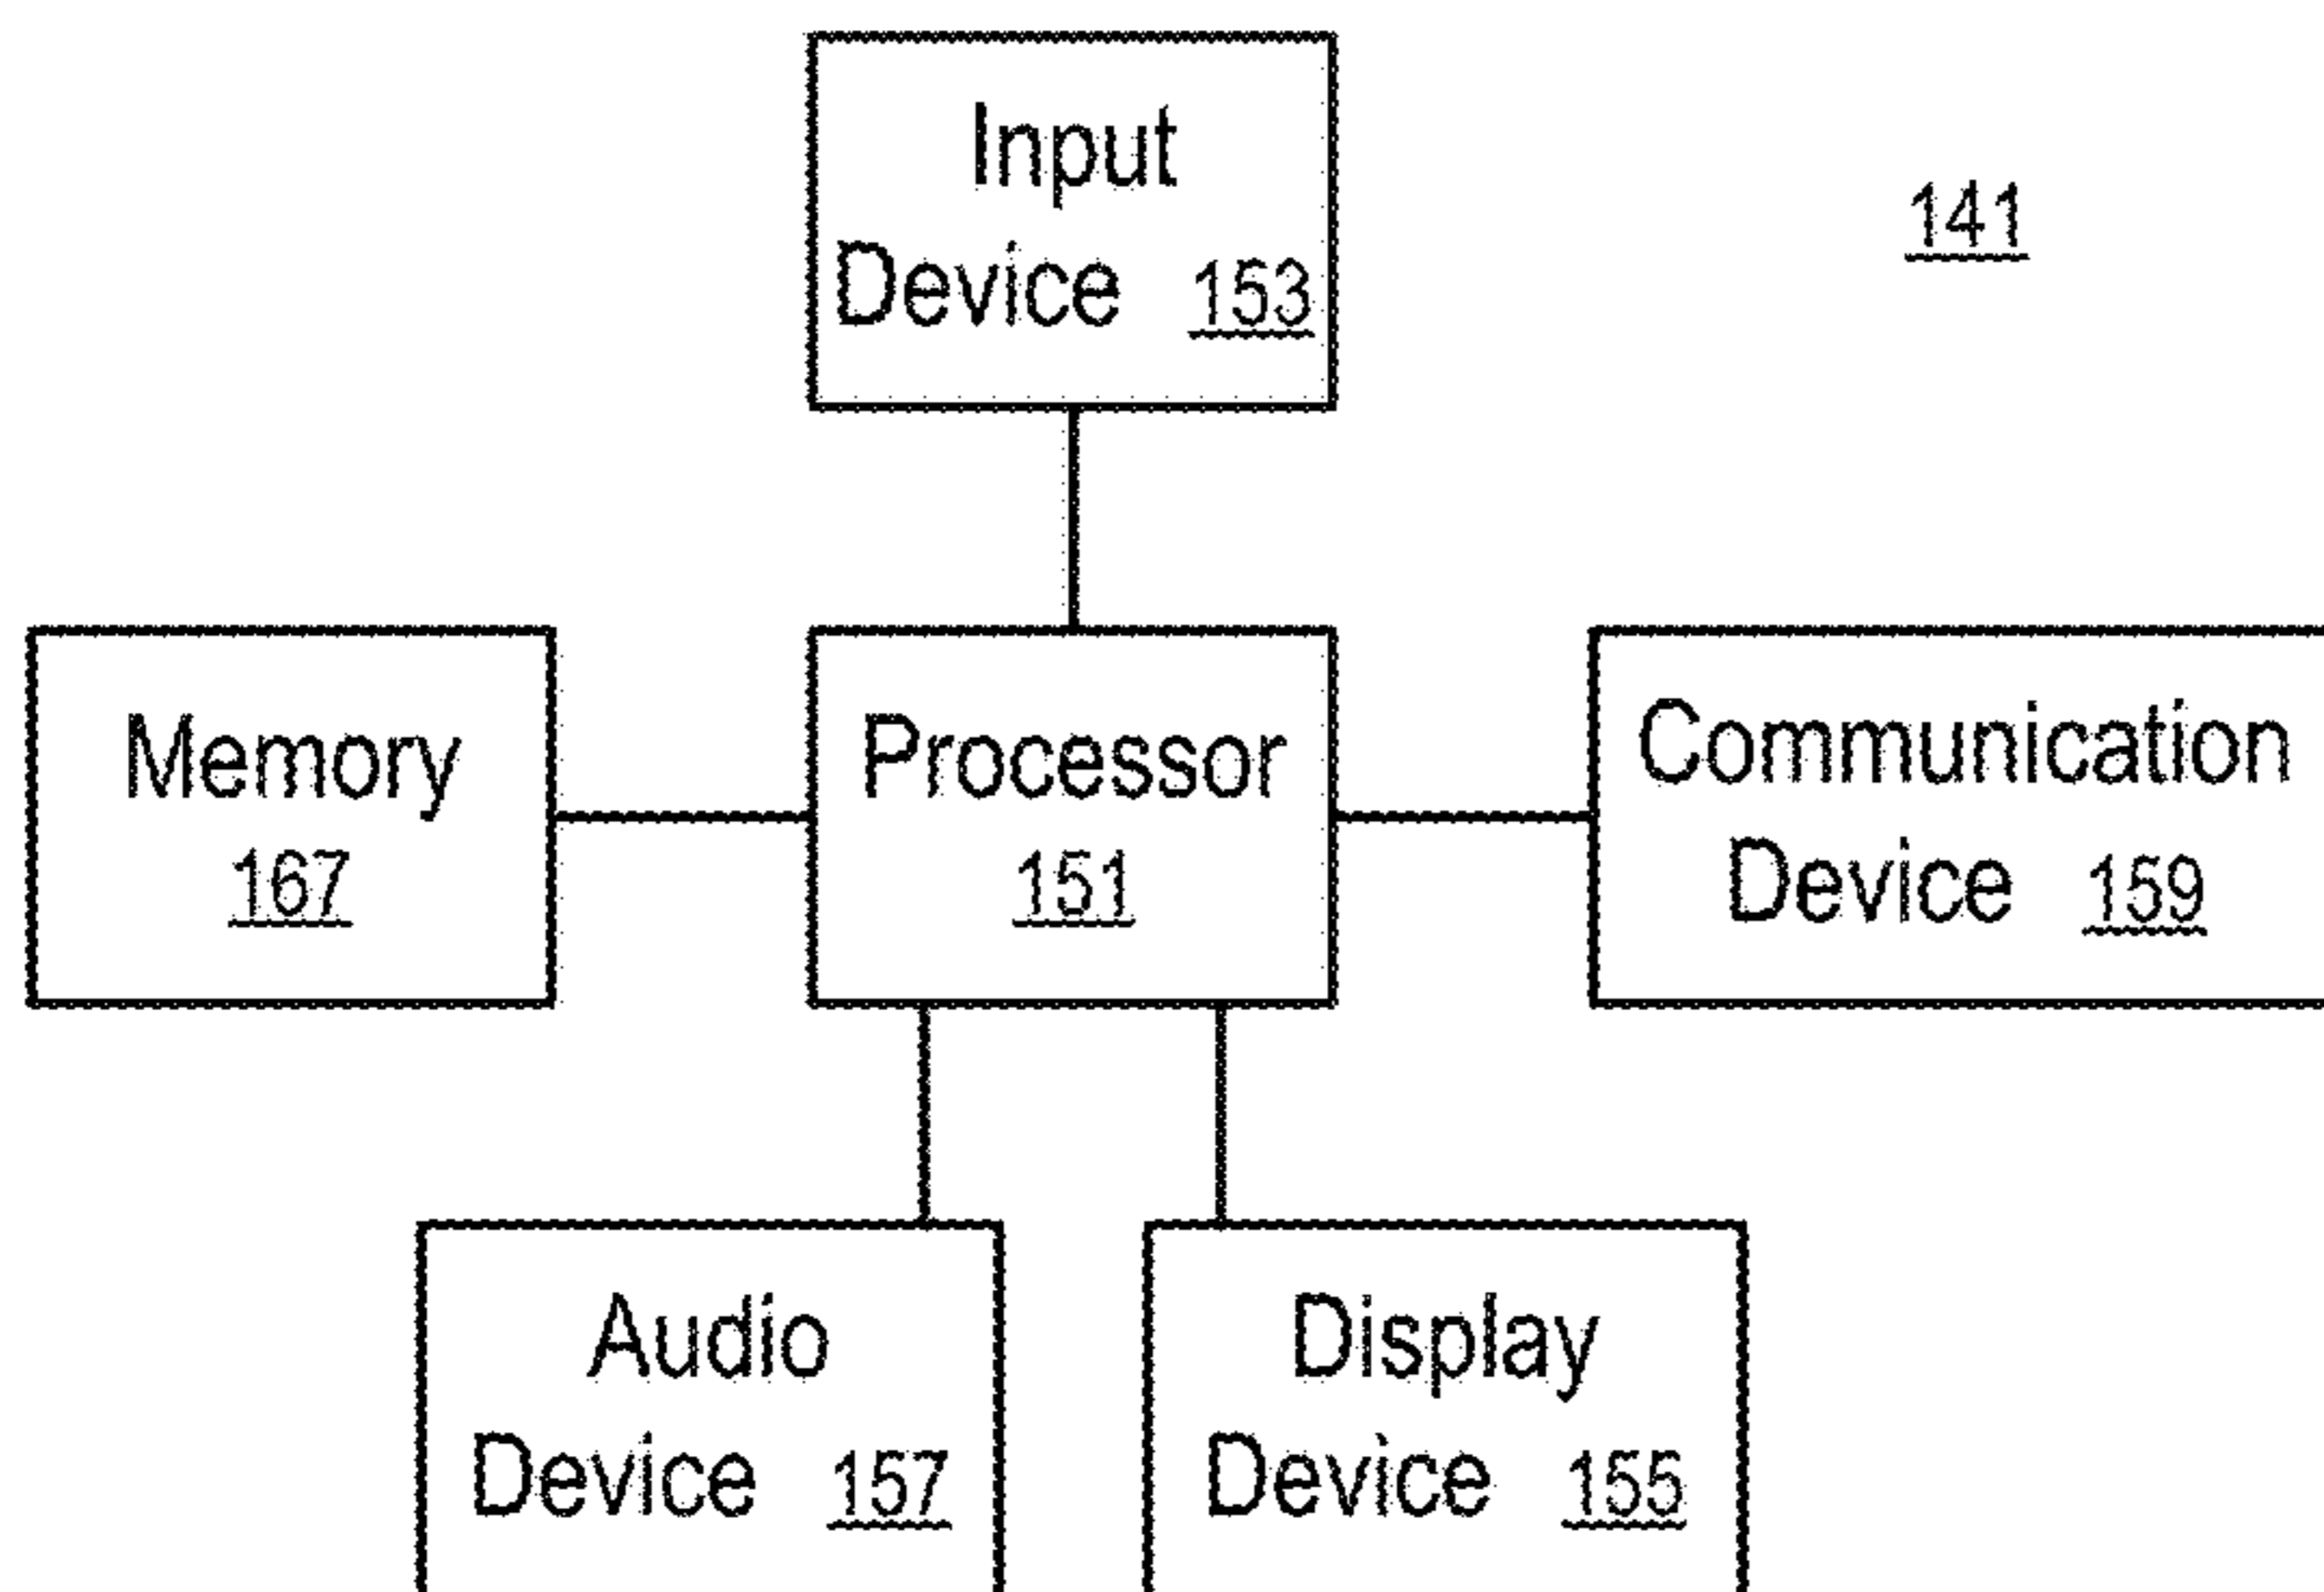 Input
Device 153
141
Memory
167
Processor
151
Communication
Device 159
Audio
Device 157
Display
Device 155